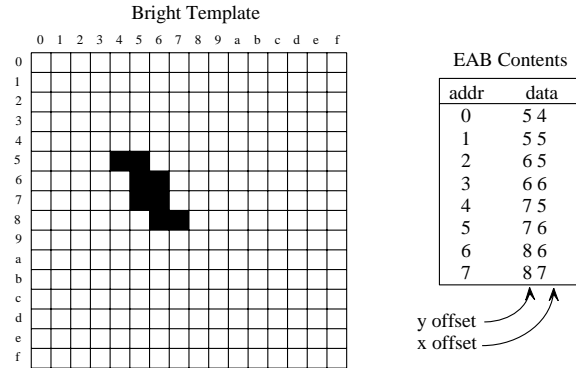 Bright Template
0 1 2 3 4 5 6 7 8 9 a b c d e f
0
1
2
3
4
5
6
7
8
9
a
b
c
d
e
f
EAB Contents
addr data
0 5 4
1 5 5
2 6 5
3 6 6
4 7 5
5 7 6
6 8 6
7 8 7
y offset
x offset